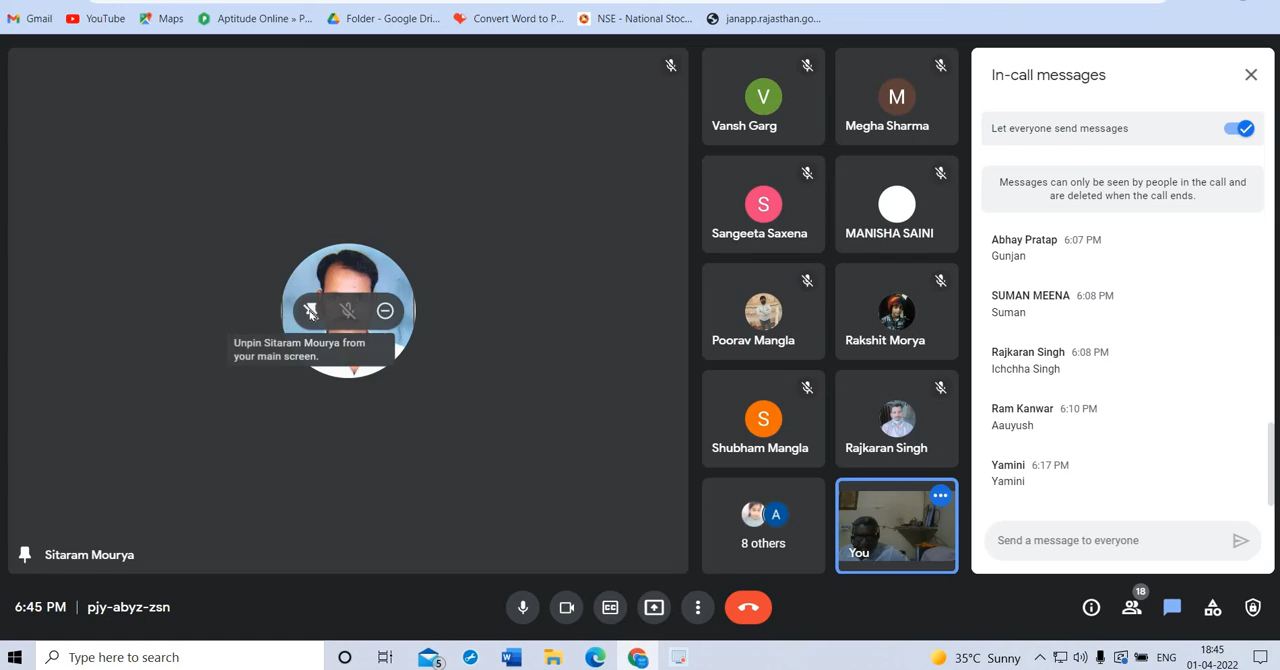 Gmail
YouTube
Maps
Aptitude Online » P...
Folder - Google Dri...
Convert Word to P...
NSE - National Stoc...
janapp.rajasthan.go...
Unpin Sitaram Mourya from
your main screen.
Sitaram Mourya
V
Vansh Garg
M
Megha Sharma
S
Sangeeta Saxena
MANISHA SAINI
Poorav Mangla
Rakshit Morya
S
Shubham Mangla
Rajkaran Singh
A
8 others
You
In-call messages
Let everyone send messages
Messages can only be seen by people in the call and
are deleted when the call ends.
Abhay Pratap 6:07 PM
Gunjan
SUMAN MEENA 6:08 PM
Suman
Rajkaran Singh 6:08 PM
Ichchha Singh
Ram Kanwar 6:10 PM
Aauyush
Yamini 6:17 PM
Yamini
Send a message to everyone
6:45 PM | pjy-abyz-zsn
CC
18
Type here to search
5
W
35°C Sunny
ENG
18:45
01-08-2022